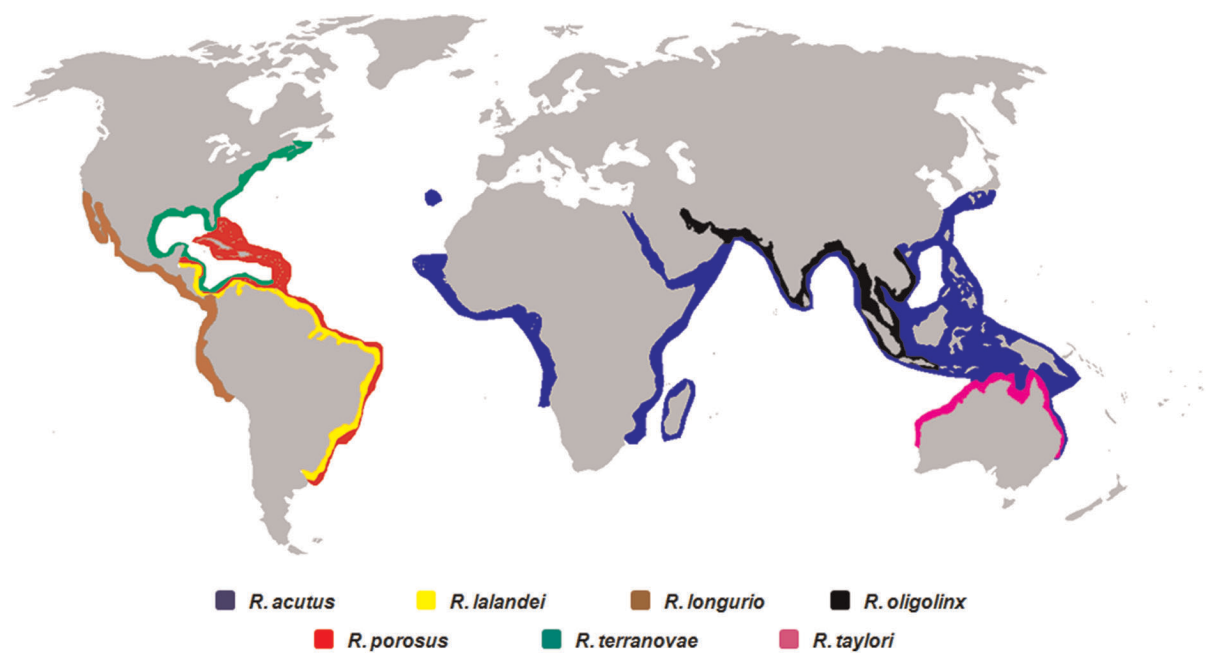 R. acutus R. lalandei R. longurio R. oligolinx
R. porosus R. terranovae R. taylori